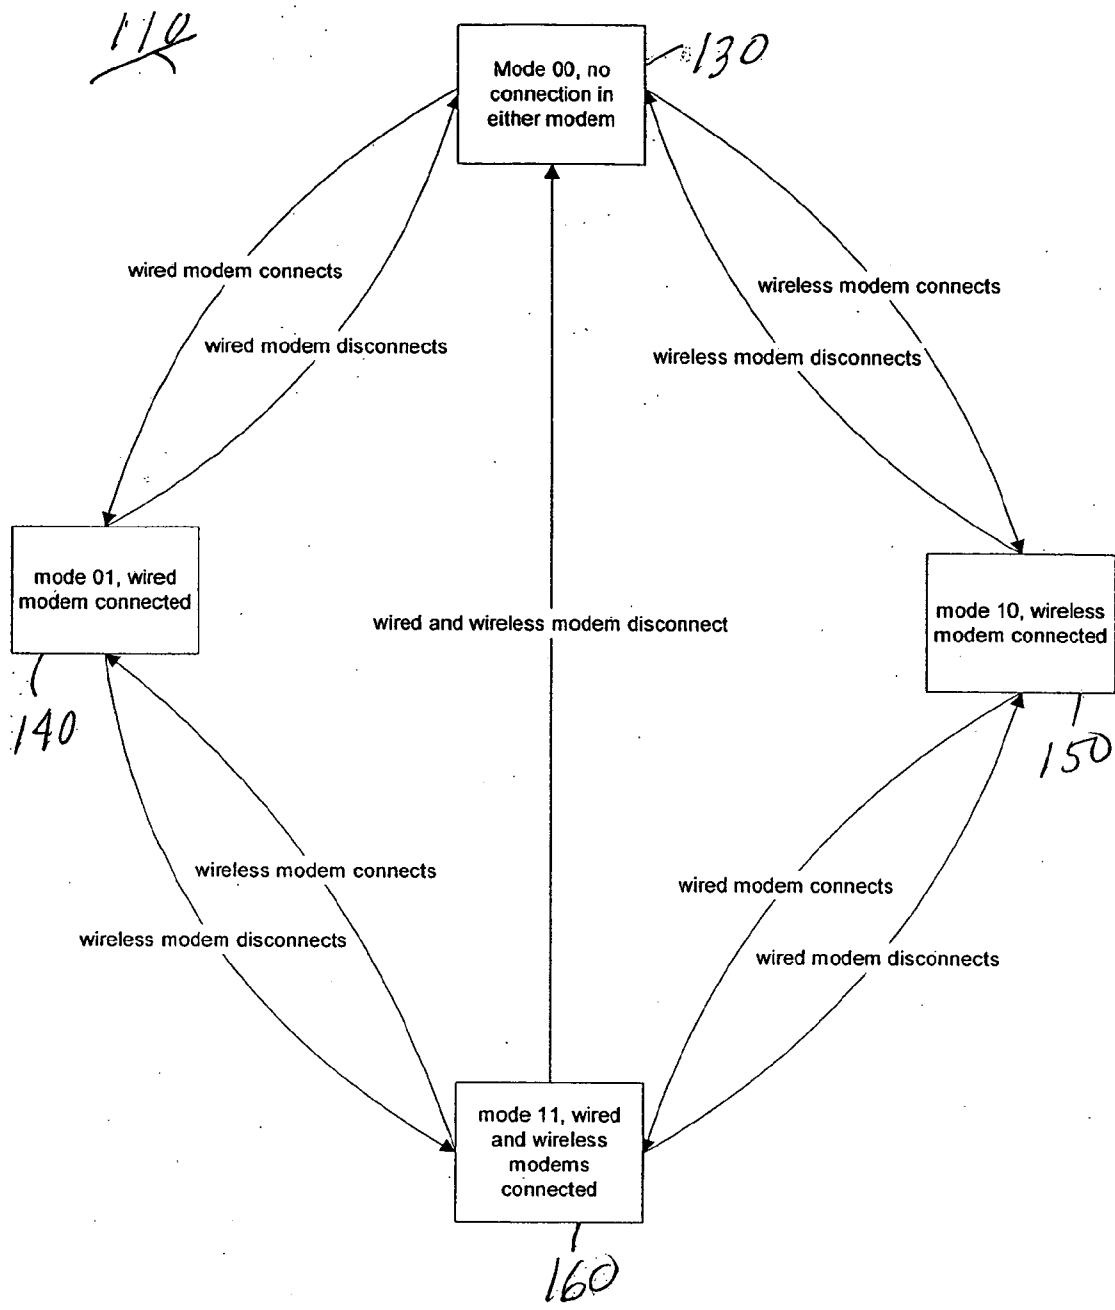 110
130
Mode 00, no
connection in
either modem
wired modem connects
wireless modem connects
wired modem disconnects
wireless modem disconnects
mode 01, wired
modem connected
mode 10, wireless
modem connected
wired and wireless modem disconnect
140
150
wireless modem connects
wired modem connects
wireless modem disconnects
wired modem disconnects
mode 11, wired
and wireless
modems
connected
160